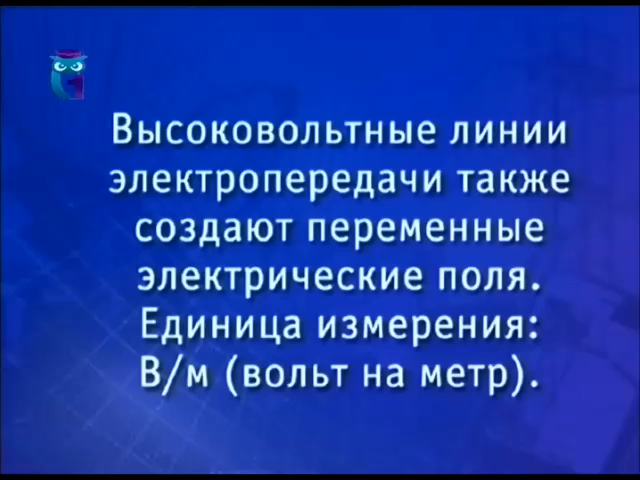 Высоковольтные линии
электропередачи также
создают переменные
электрические поля.
Единица измерения:
В/м (вольт на метр).